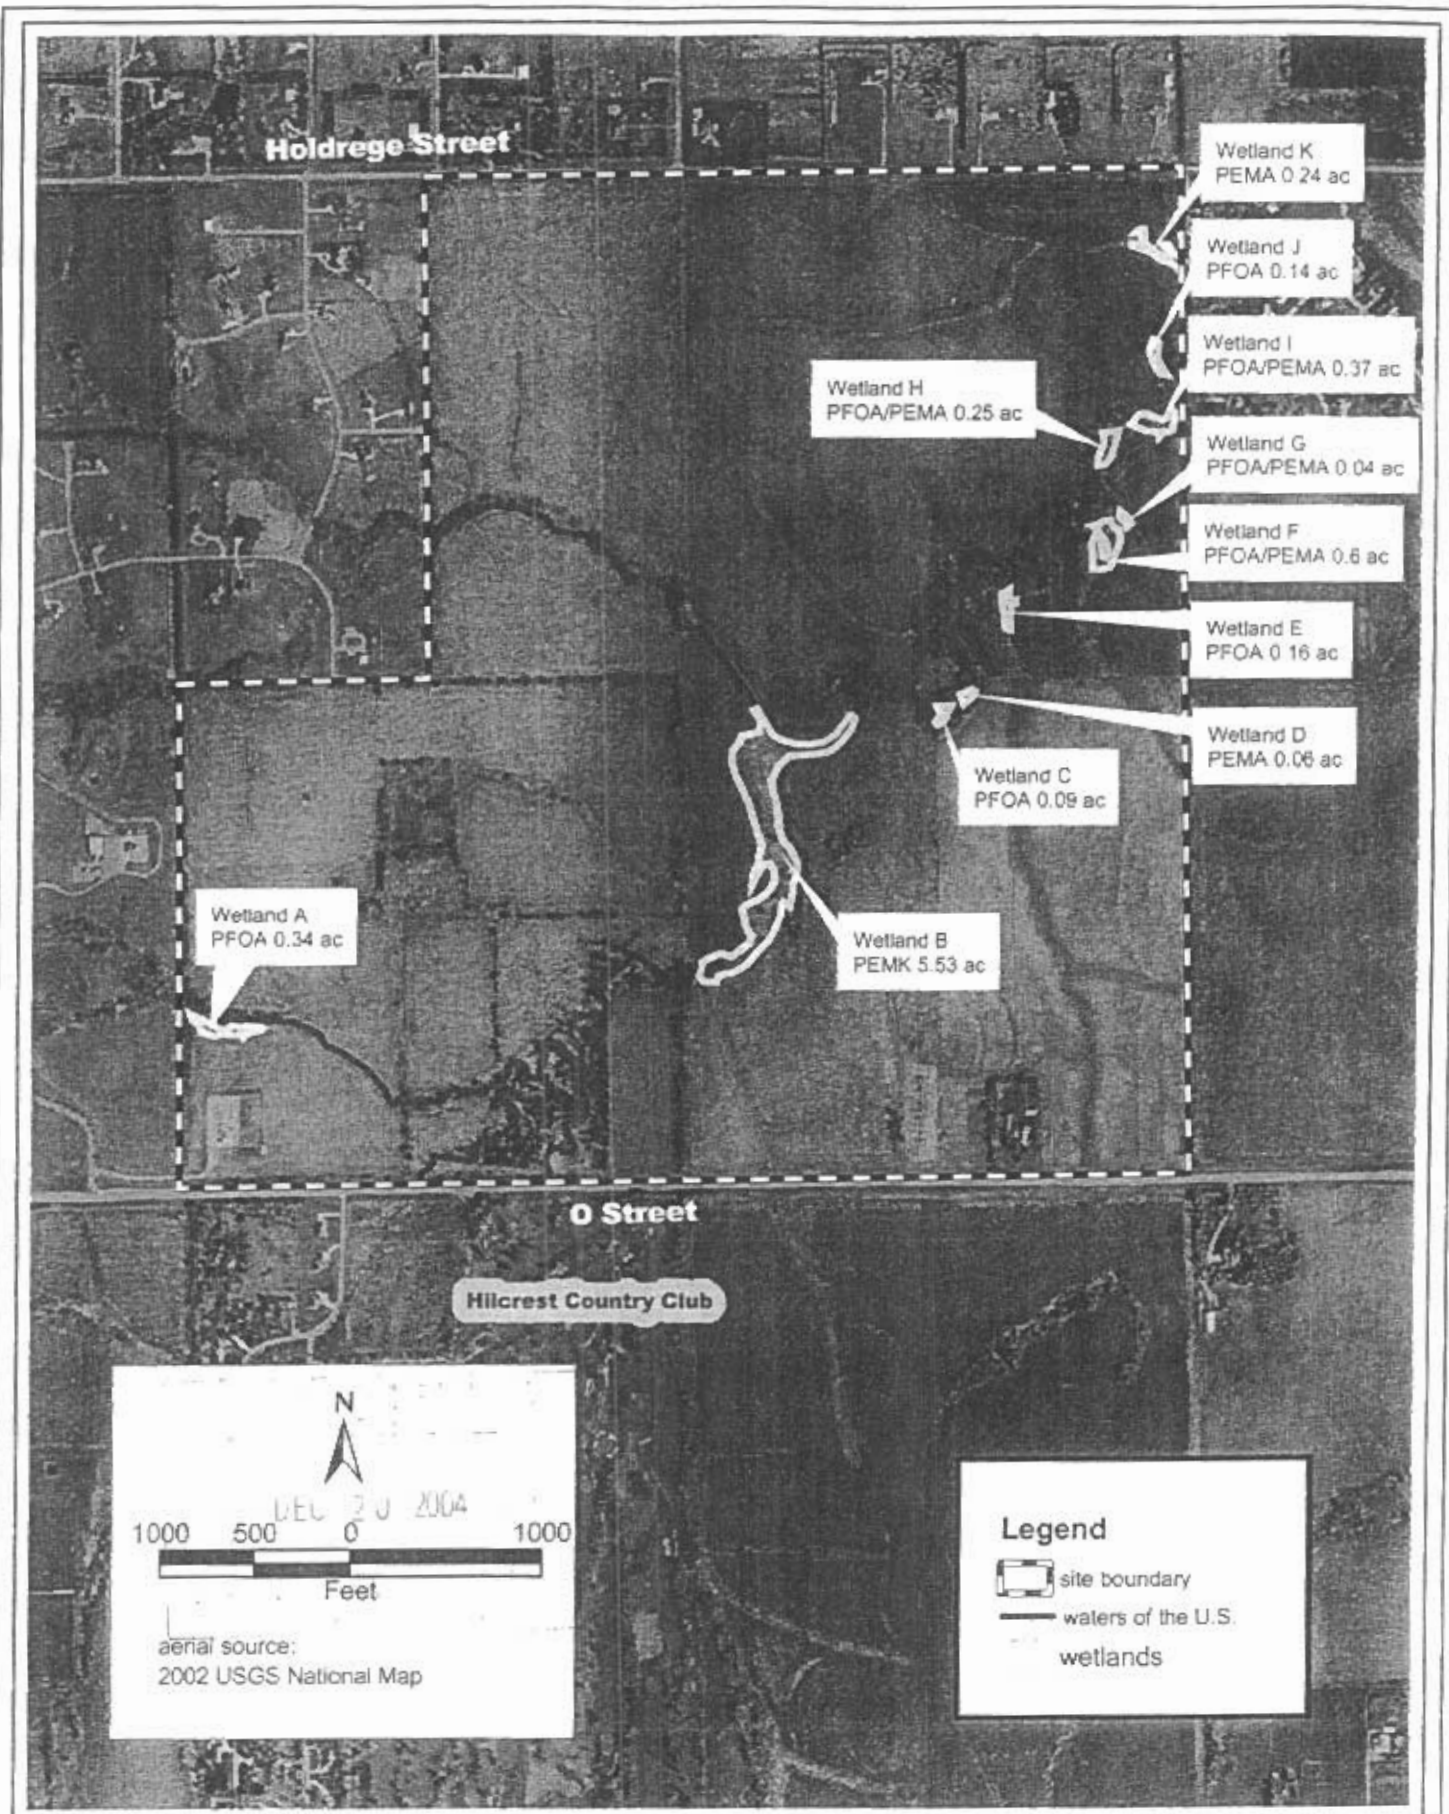 Holdrege Street
Wetland K
PEMA 0.24 ac
Wetland J
PFOA 0.14 ac
Wetland I
PFOA/PEMA 0.37 ac
Wetland H
PFOA/PEMA 0.25 ac
Wetland G
PFOA/PEMA 0.04 ac
Wetland F
PFOA/PEMA 0.6 ac
Wetland E
PFOA 0.16 ac
Wetland D
PEMA 0.06 ac
Wetland C
PFOA 0.09 ac
Wetland A
PFOA 0.34 ac
Wetland B
PEMK 5.53 ac
O Street
Hilcrest Country Club
N
DEC 20 2004
1000 500 0 1000
Feet
aerial source:
2002 USGS National Map
Legend
site boundary
waters of the U.S.
wetlands